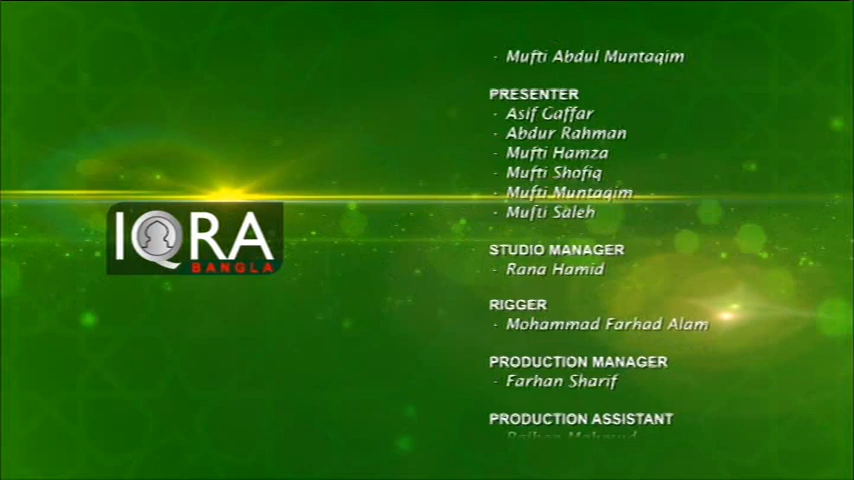 IQRA
BANGLA
- Mufti Abdul Muntaqim
PRESENTER
- Asif Gaffar
- Abdur Rahman
- Mufti Hamza
- Mufti Shofiq
- Mufti Muntaqim
- Mufti Saleh
STUDIO MANAGER
- Rana Hamid
RIGGER
- Mohammad Farhad Alam
PRODUCTION MANAGER
- Farhan Sharif
PRODUCTION ASSISTANT